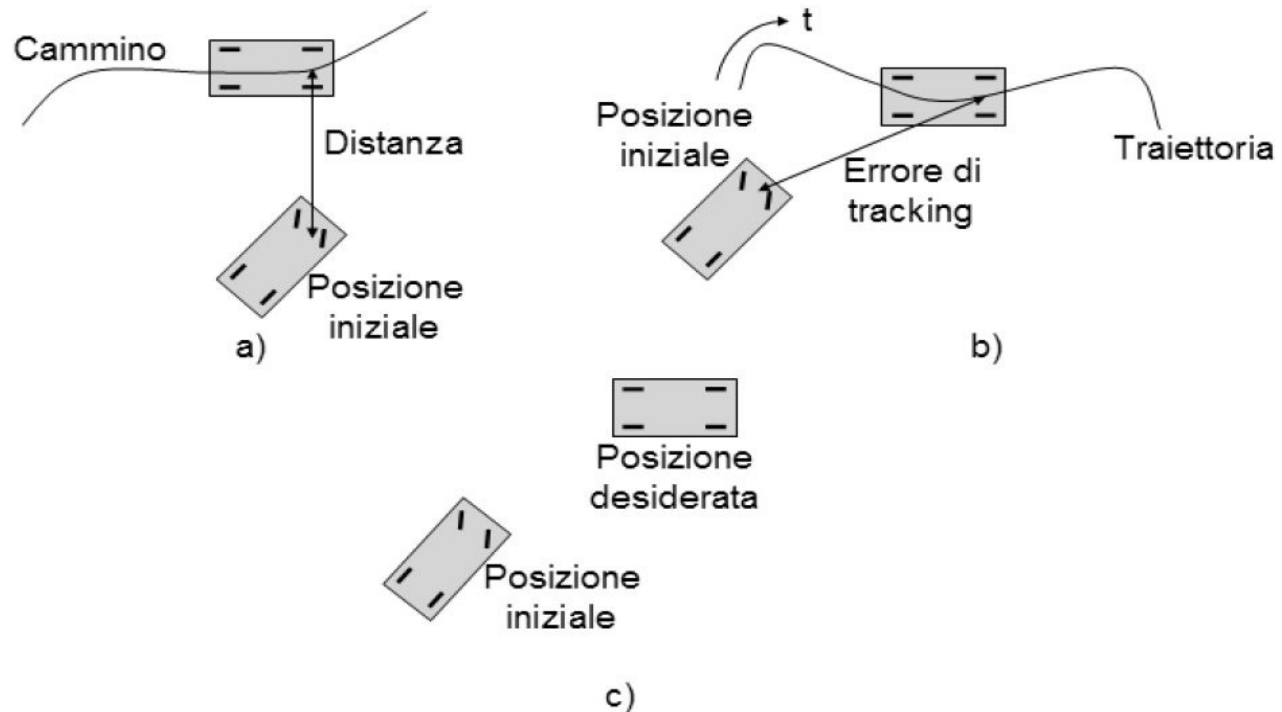 Cammino
Distanza
Posizione
iniziale
a)
t
Posizione
iniziale
Errore di
tracking
Traiettoria
b)
Posizione
desiderata
Posizione
iniziale
c)